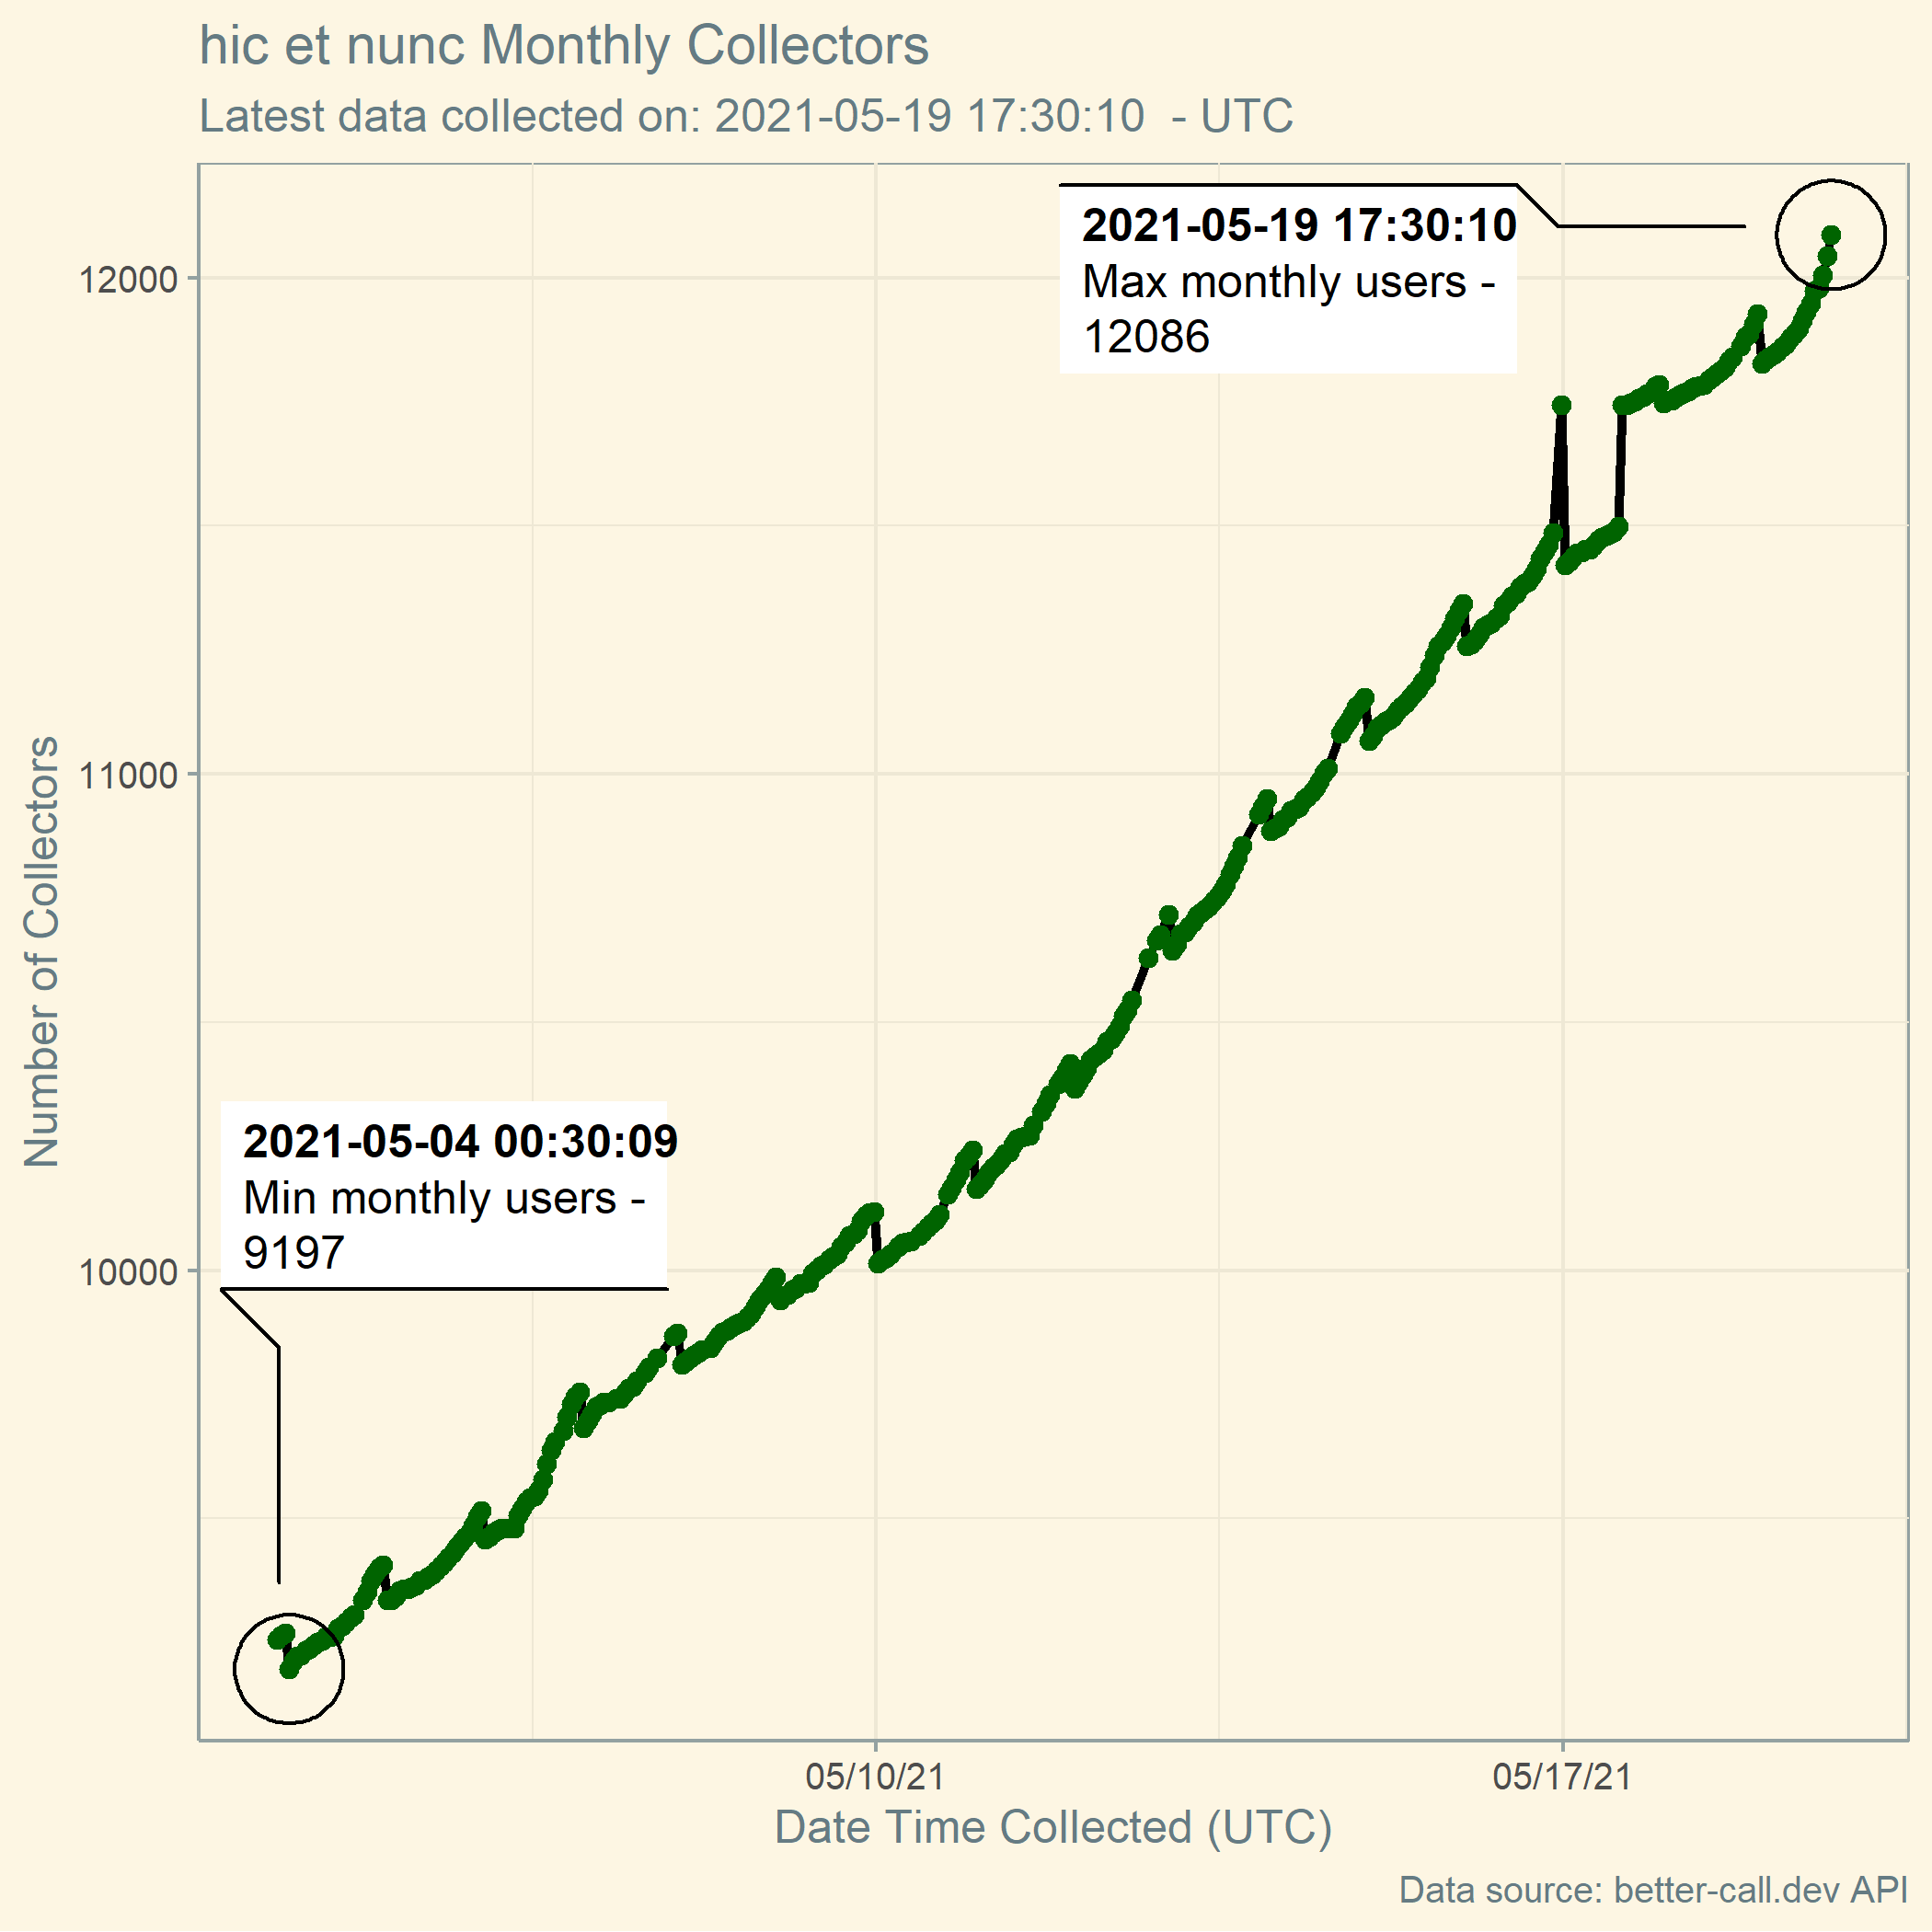 hic et nunc Monthly Collectors
Latest data collected on: 2021-05-19 17:30:10  - UTC
2021-05-19 17:30:10
Max monthly users -
12086
12000
11000
10000
Number of Collectors
2021-05-04 00:30:09
Min monthly users -
9197
05/10/21
05/17/21
Date Time Collected (UTC)
Data source: better-call.dev API